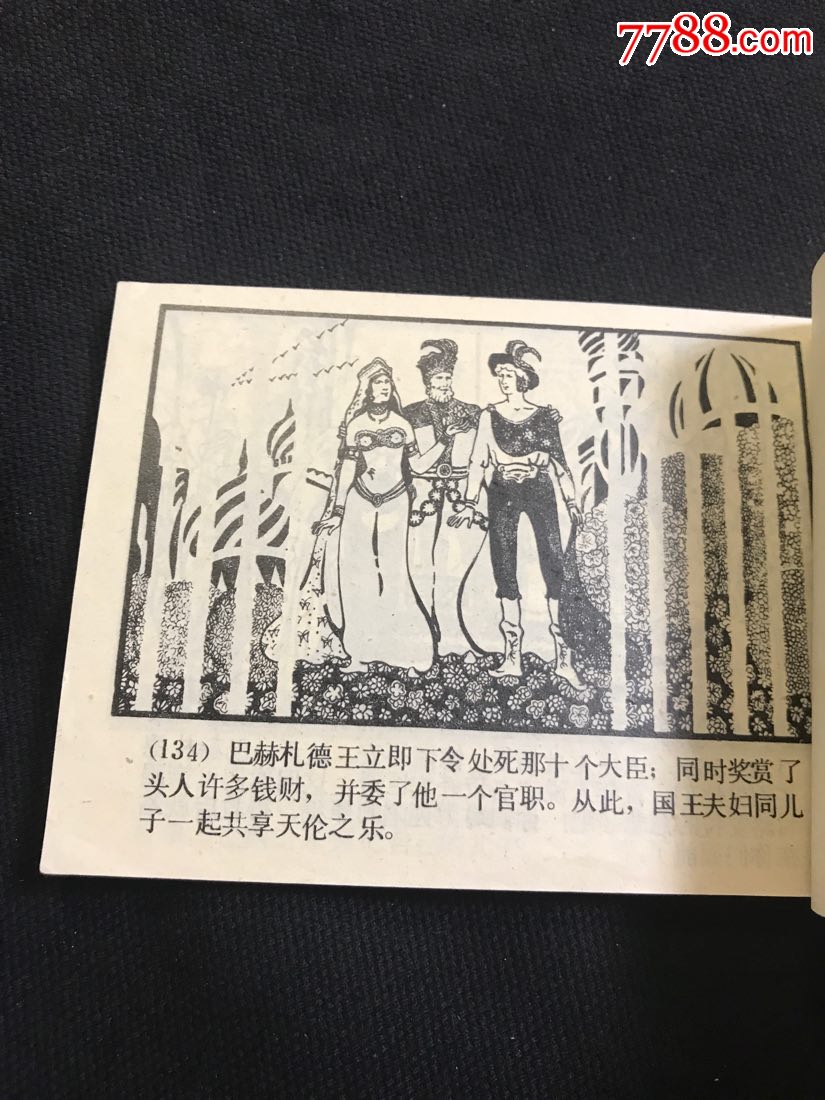 7788.com
(134) 巴赫札德王立即下令处死那十个大臣；同时奖赏了
头人许多钱财，并委了他一个官职。从此，国王夫妇同儿
子一起共享天伦之乐。